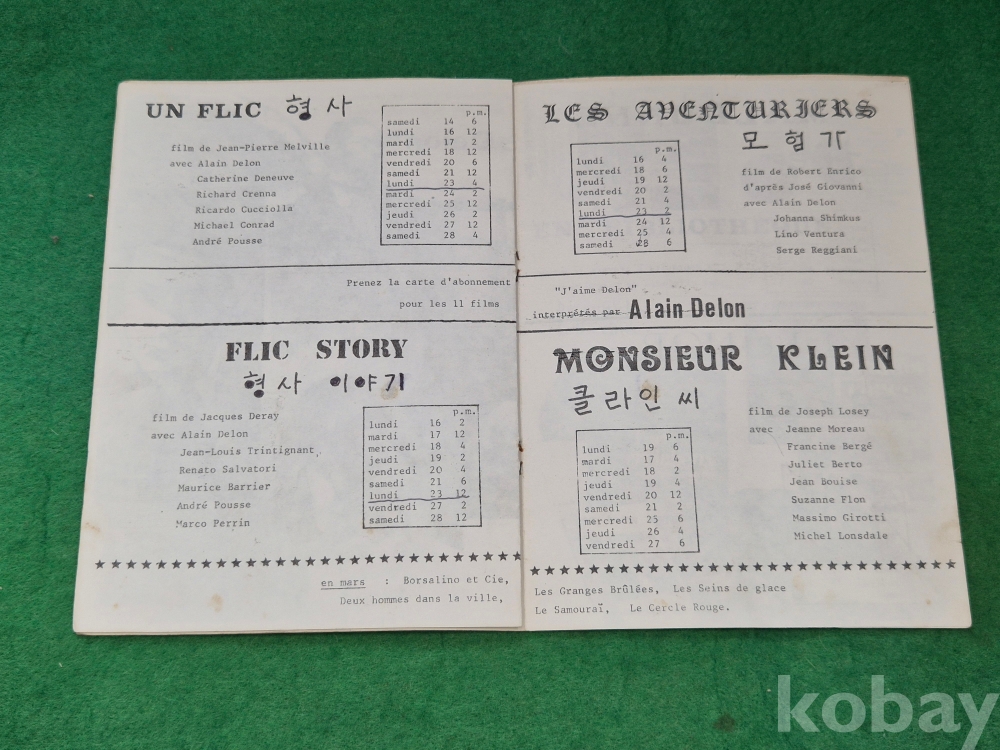 UN FLIC 형사
film de Jean-Pierre Melville
avec Alain Delon
Catherine Deneuve
Richard Crenna
Ricardo Cucciolla
Michael Conrad
André Pousse
p.m.
samedi 14 6
lundi 16 12
mardi 17 2
mercredi 18 12
vendredi 20 6
samedi 21 12
lundi 23 4
mardi 24 2
mercredi 25 12
jeudi 26 2
vendredi 27 12
samedi 28 4
Prenez la carte d'abonnement
pour les 11 films
FLIC STORY
형사 이야기
film de Jacques Deray
avec Alain Delon
Jean-Louis Trintignant
Renato Salvatori
Maurice Barrier
André Pousse
Marco Perrin
p.m.
lundi 16 2
mardi 17 12
mercredi 18 4
jeudi 19 2
vendredi 20 4
samedi 21 6
lundi 23 12
vendredi 27 2
samedi 28 12
en mars : Borsalino et Cie,
Deux hommes dans la ville,
LES AVENTURIERS
모험가
p.m.
lundi 16 4
mercredi 18 6
jeudi 19 12
vendredi 20 2
samedi 21 4
lundi 23 2
mardi 24 12
mercredi 25 4
samedi 28 6
film de Robert Enrico
d'après José Giovanni
avec Alain Delon
Johanna Shimkus
Lino Ventura
Serge Reggiani
"J'aime Delon"
interprétés par Alain Delon
MONSIEUR KLEIN
클라인 씨
p.m.
lundi 19 6
mardi 17 4
mercredi 18 2
jeudi 19 4
vendredi 20 12
samedi 21 2
mercredi 25 6
jeudi 26 4
vendredi 27 6
film de Joseph Losey
avec Jeanne Moreau
Francine Bergé
Juliet Berto
Jean Bouise
Suzanne Flon
Massimo Girotti
Michel Lonsdale
Les Granges Brûlées, Les Seins de glace
Le Samouraï, Le Cercle Rouge.
kobay